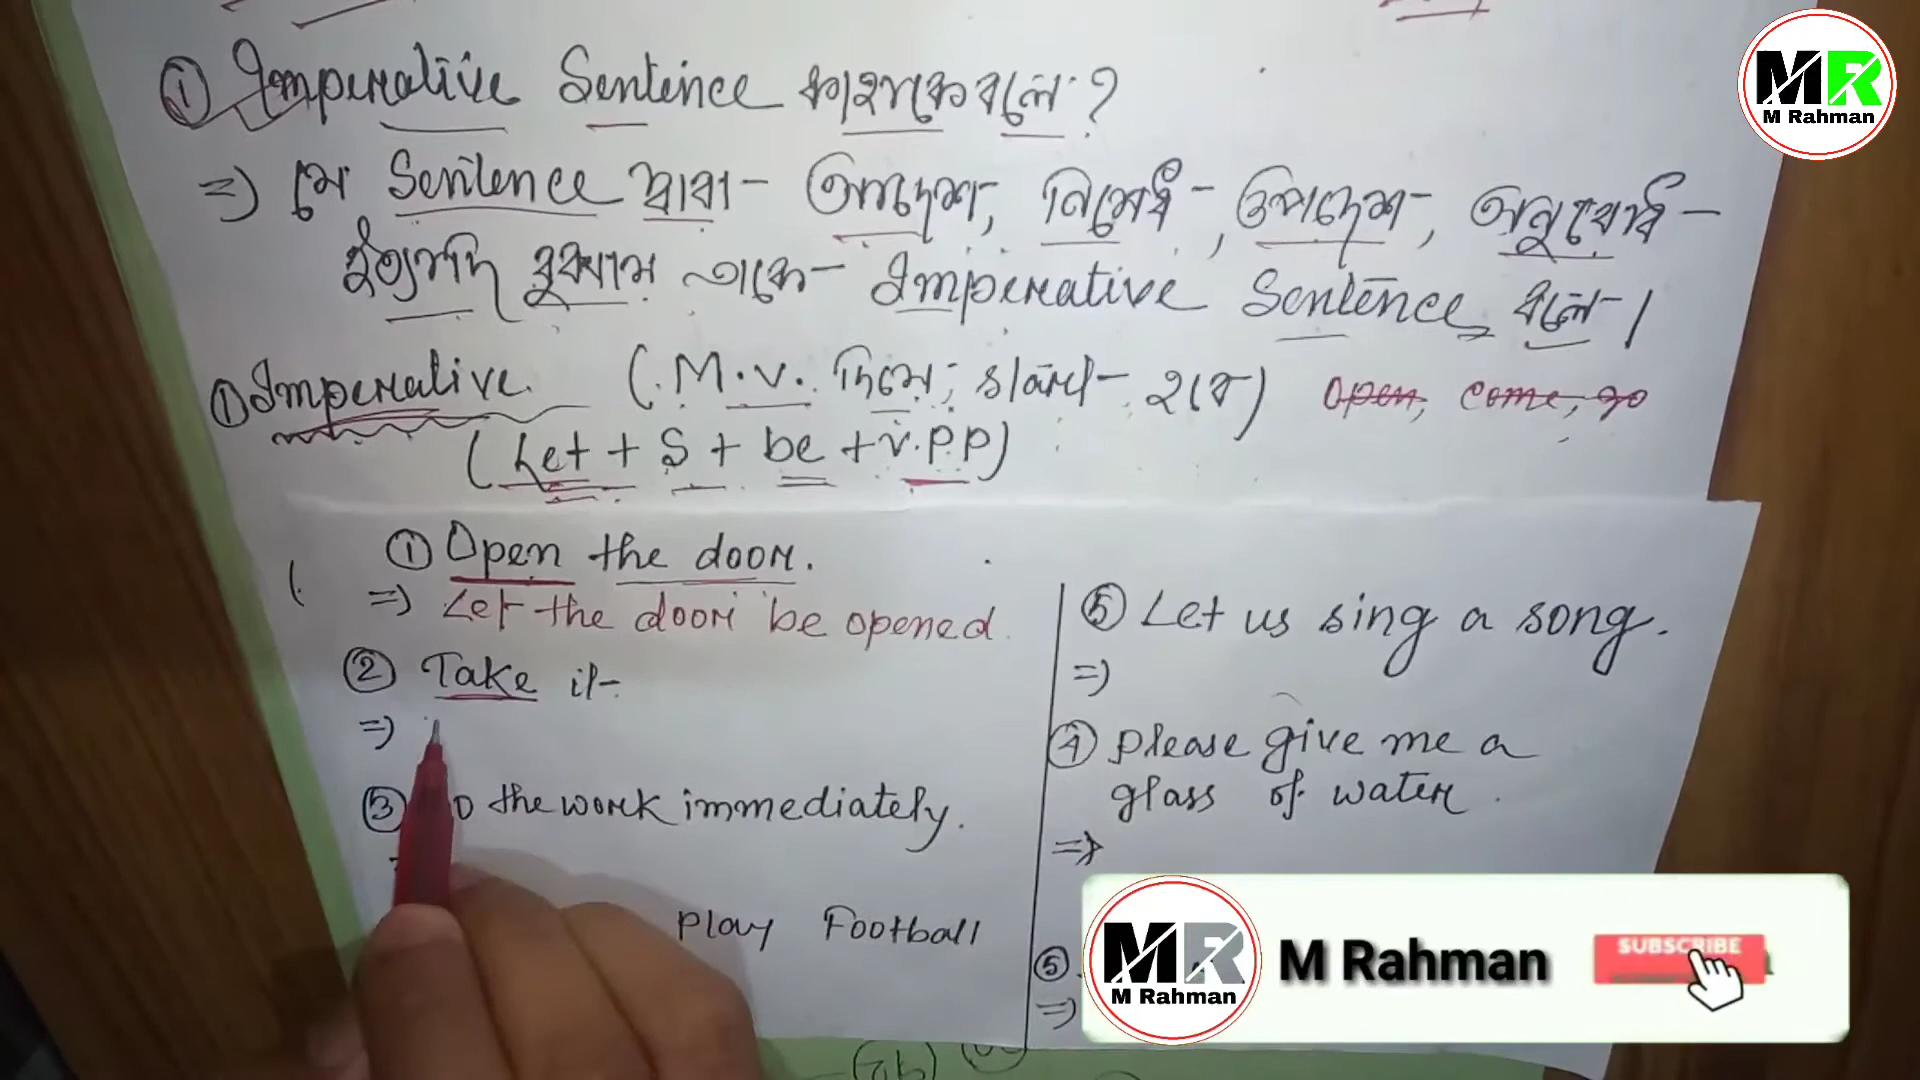 ① Imperative Sentence কাহাকে বলে ?
=) যে Sentence দ্বারা - আদেশ, নিষেধ - , উপদেশ - , অনুরোধ -
ইত্যাদি বুঝায় তাকে - Imperative Sentence বলে - ।
① Imperative. (M.V. দিয়ে, start - হবে) open, come, go
(Let + S + be + V.P.P)
① Open the door.
=) Let the door be opened.
② Take it -
=)
③ the work immediately.
Play Football
⑤ Let us sing a song.
=)
④ Please give me a
glass of water.
=>
⑤
=)
MR
M Rahman
MR
M Rahman
M Rahman
SUBSCRIBE